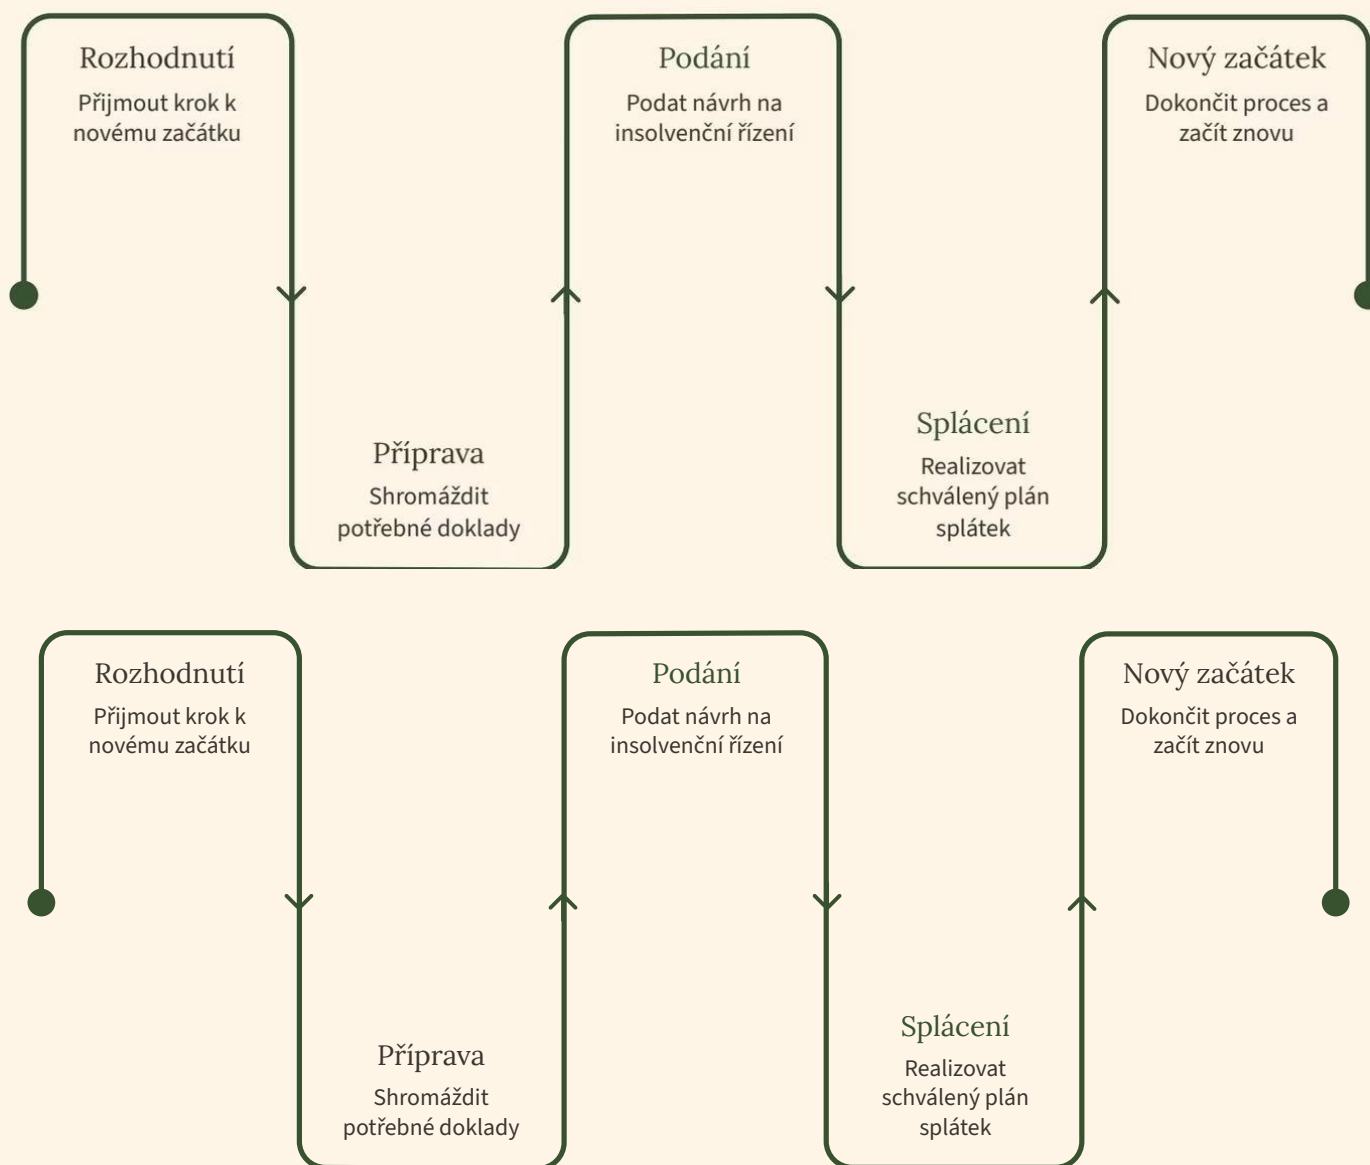 Rozhodnutí
Přijmout krok k
novému začátku
Příprava
Shromáždit
potřebné doklady
Podání
Podat návrh na
insolvenční řízení
Splácení
Realizovat
schválený plán
splátek
Nový začátek
Dokončit proces a
začít znovu
Rozhodnutí
Přijmout krok k
novému začátku
Příprava
Shromáždit
potřebné doklady
Podání
Podat návrh na
insolvenční řízení
Splácení
Realizovat
schválený plán
splátek
Nový začátek
Dokončit proces a
začít znovu